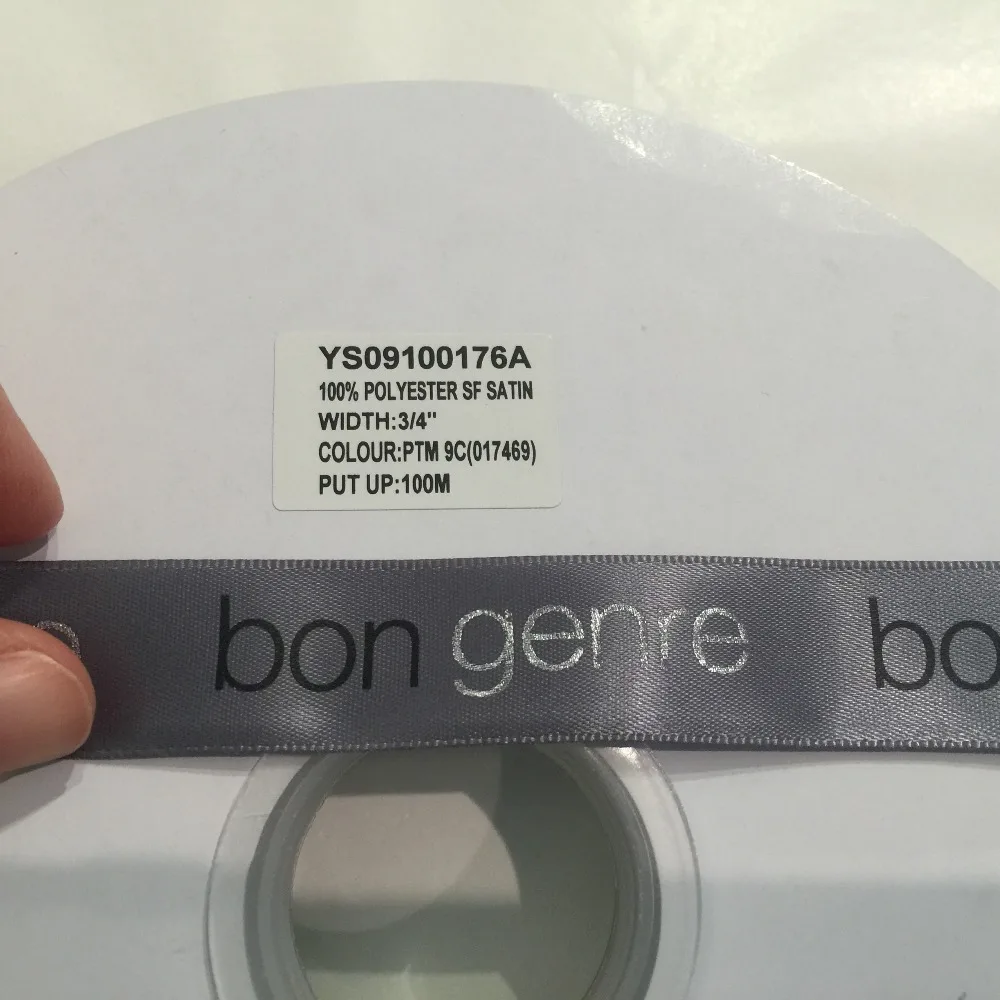 YS09100176A
100% POLYESTER SF SATIN
WIDTH:3/4"
COLOUR:PTM 9C(017469)
PUT UP:100M
bon genre bo